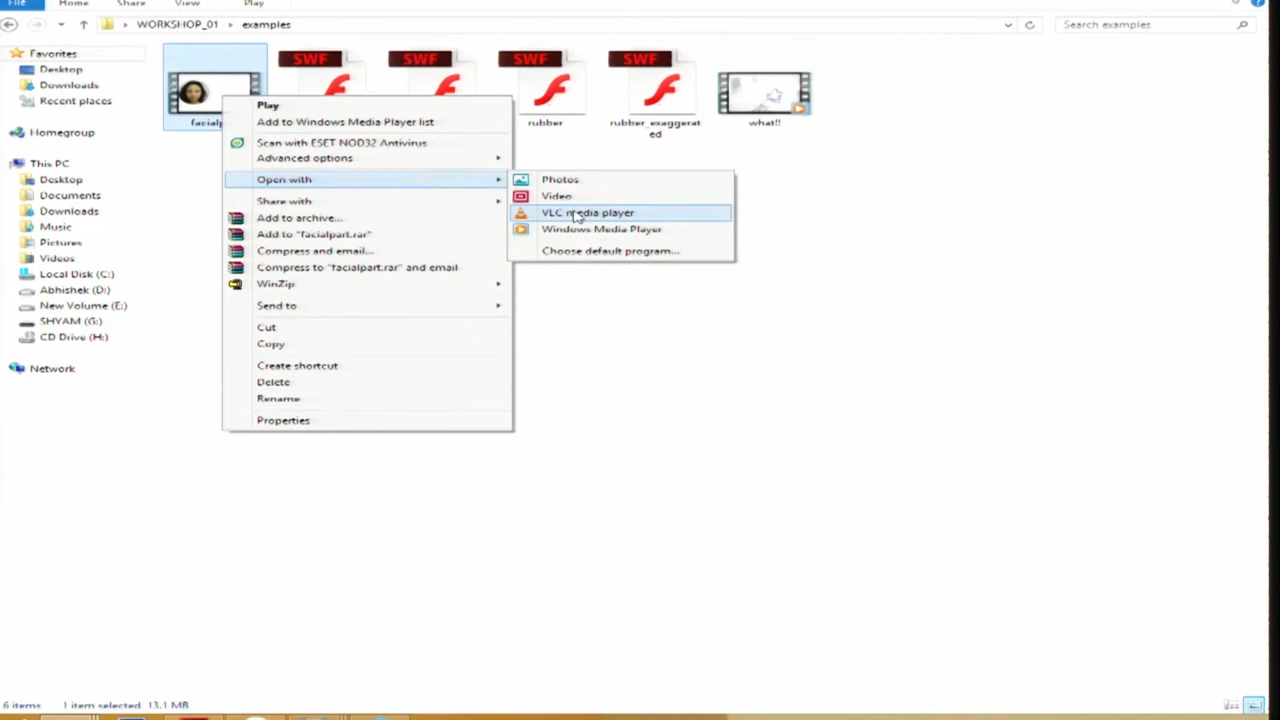 File Home Share View Play
WORKSHOP_01 examples Search examples
Favorites
Desktop
Downloads
Recent places
Homegroup
This PC
Desktop
Documents
Downloads
Music
Pictures
Videos
Local Disk (C:)
Abhishek (D:)
New Volume (E:)
SHYAM (G:)
CD Drive (H:)
Network
SWF SWF SWF SWF
rubber rubber_exaggerat
ed what!!
Play
Add to Windows Media Player list
Scan with ESET NOD32 Antivirus
Advanced options
Open with
Share with
Add to archive...
Add to "facialpart.rar"
Compress and email...
Compress to "facialpart.rar" and email
WinZip
Send to
Cut
Copy
Create shortcut
Delete
Rename
Properties
Photos
Video
VLC media player
Windows Media Player
Choose default program...
6 items 1 item selected 13.1 MB